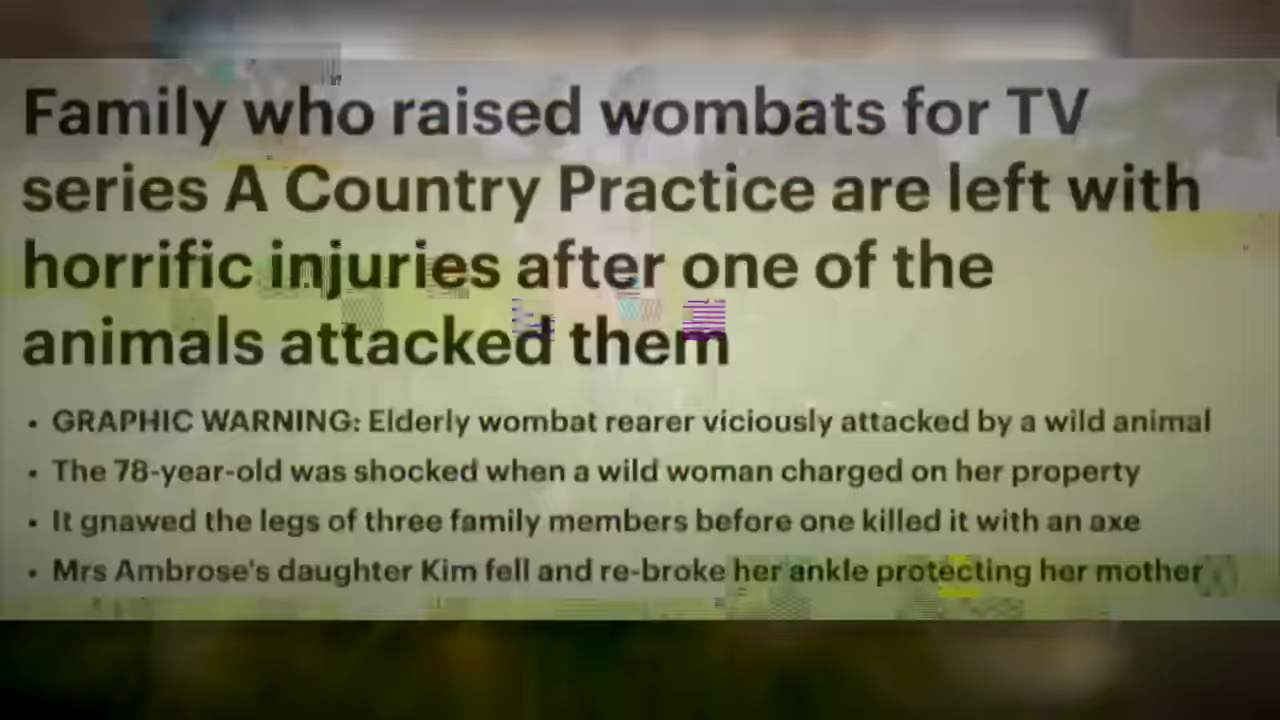 Family who raised wombats for TV
series A Country Practice are left with
horrific injuries after one of the
animals attacked them
• GRAPHIC WARNING: Elderly wombat rearer viciously attacked by a wild animal
• The 78-year-old was shocked when a wild woman charged on her property
• It gnawed the legs of three family members before one killed it with an axe
• Mrs Ambrose's daughter Kim fell and re-broke her ankle protecting her mother